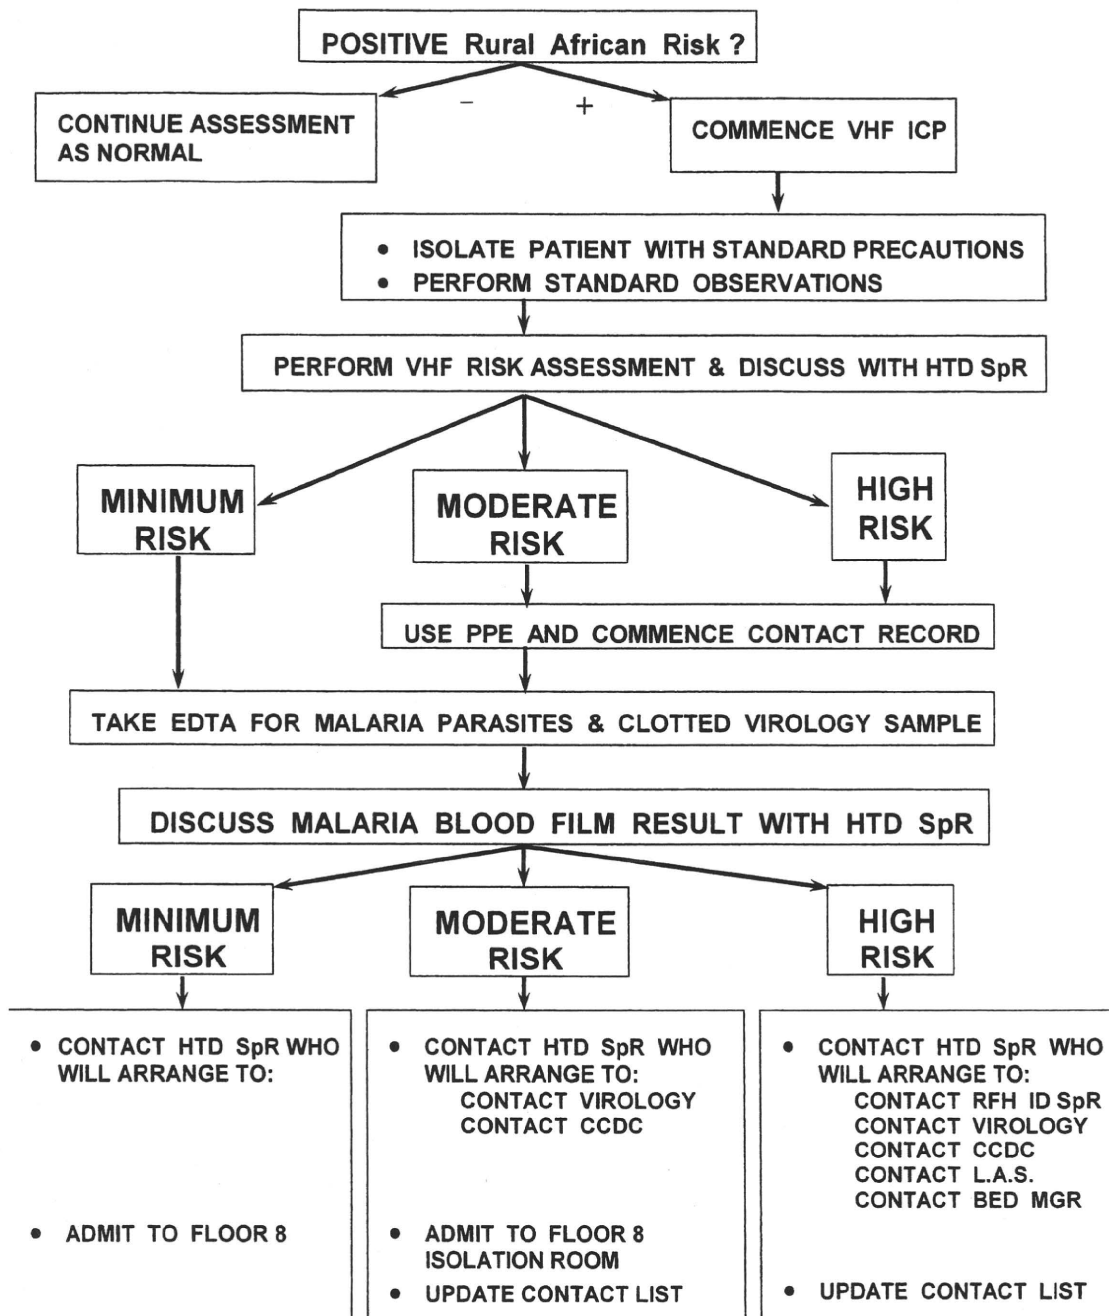 POSITIVE Rural African Risk ?
–
+
CONTINUE ASSESSMENT
AS NORMAL
COMMENCE VHF ICP
• ISOLATE PATIENT WITH STANDARD PRECAUTIONS
• PERFORM STANDARD OBSERVATIONS
PERFORM VHF RISK ASSESSMENT & DISCUSS WITH HTD SpR
MINIMUM
RISK
MODERATE
RISK
HIGH
RISK
USE PPE AND COMMENCE CONTACT RECORD
TAKE EDTA FOR MALARIA PARASITES & CLOTTED VIROLOGY SAMPLE
DISCUSS MALARIA BLOOD FILM RESULT WITH HTD SpR
MINIMUM
RISK
MODERATE
RISK
HIGH
RISK
• CONTACT HTD SpR WHO
WILL ARRANGE TO:
• ADMIT TO FLOOR 8
• CONTACT HTD SpR WHO
WILL ARRANGE TO:
CONTACT VIROLOGY
CONTACT CCDC
• ADMIT TO FLOOR 8
ISOLATION ROOM
• UPDATE CONTACT LIST
• CONTACT HTD SpR WHO
WILL ARRANGE TO:
CONTACT RFH ID SpR
CONTACT VIROLOGY
CONTACT CCDC
CONTACT L.A.S.
CONTACT BED MGR
• UPDATE CONTACT LIST